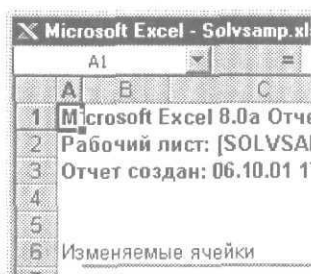 Microsoft Excel - Solvsamp.xl
A1 =
A B C
1 Microsoft Excel 8.0a Отче
2 Рабочий лист: [SOLVSA
3 Отчет создан: 06.10.01 1
4
5
6 Изменяемые ячейки